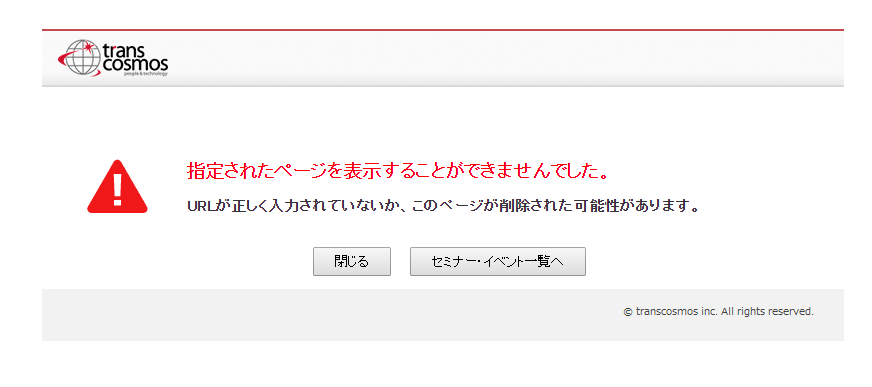 trans
cosmos
people & technology
指定されたページを表示することができませんでした。
URLが正しく入力されていないか、このページが削除された可能性があります。
閉じる
セミナー・イベント一覧へ
© transcosmos inc. All rights reserved.